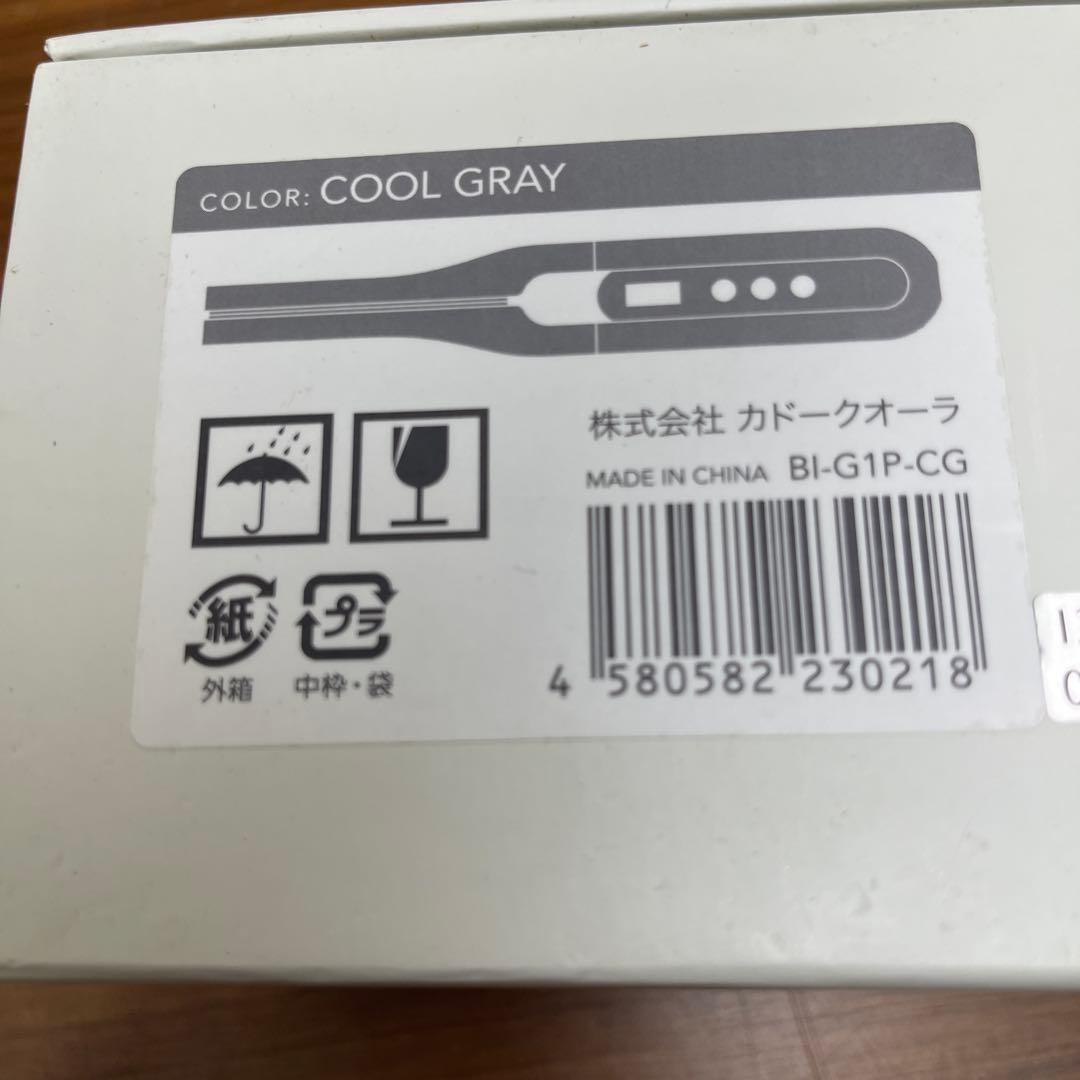 COLOR: COOL GRAY
株式会社 カドークオーラ
MADE IN CHINA BI-G1P-CG
紙
プラ
外箱
中枠・袋
4 580582 230218